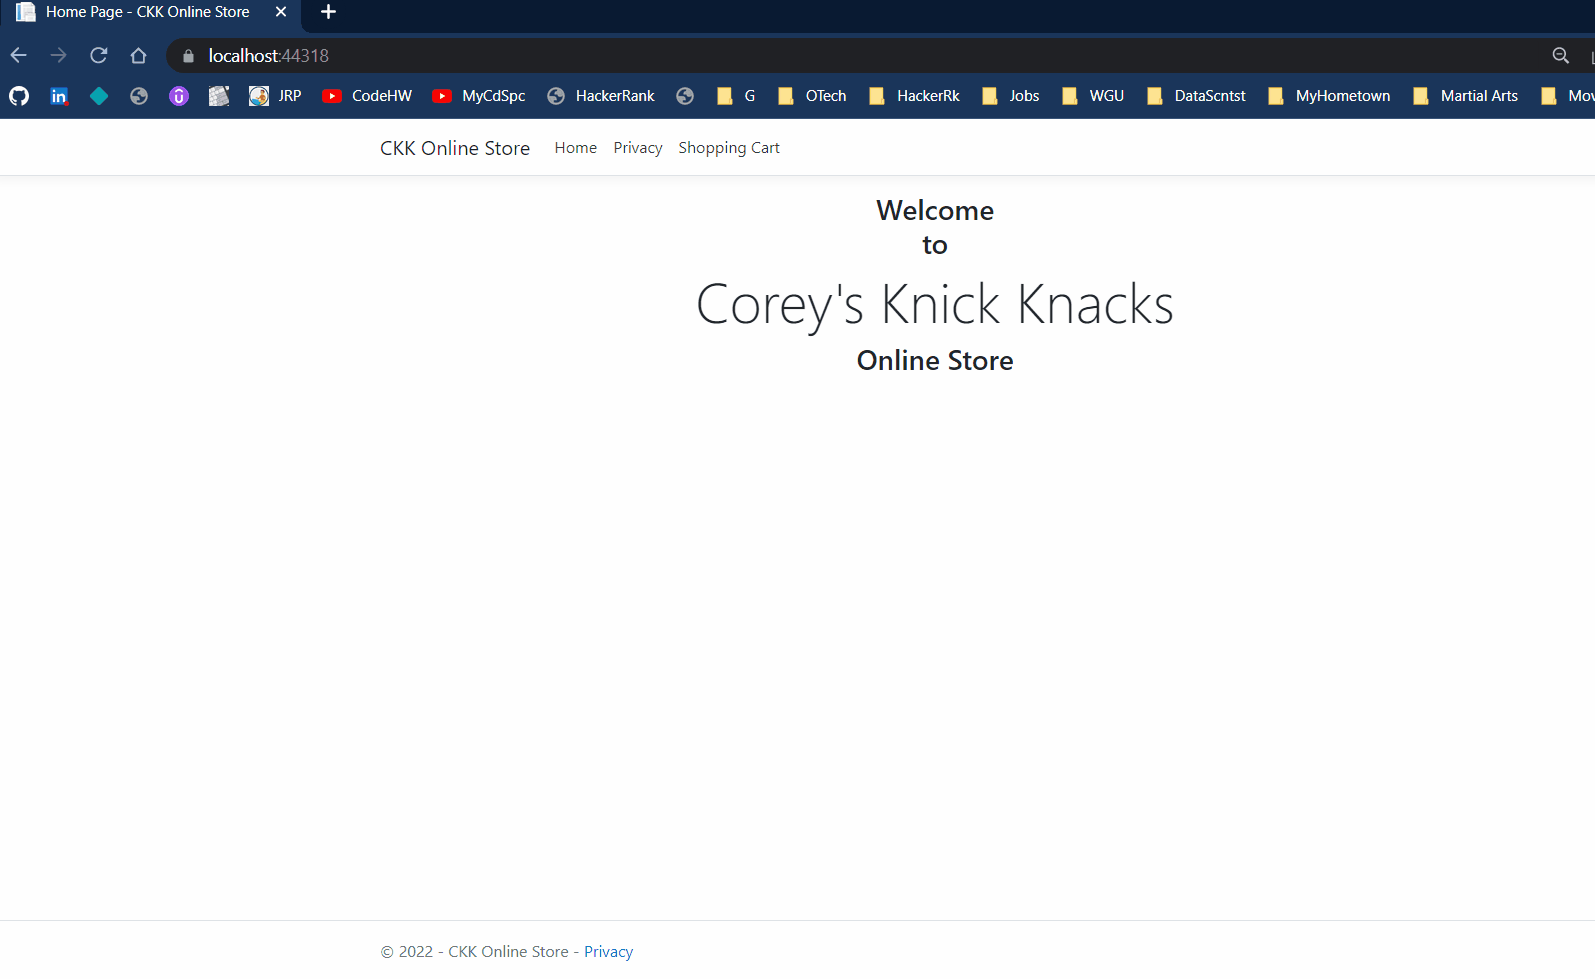 Home Page - CKK Online Store
localhost:44318
JRP CodeHW MyCdSpc HackerRank G OTech HackerRk Jobs WGU DataScntst MyHometown Martial Arts
CKK Online Store Home Privacy Shopping Cart
Welcome
to
Corey's Knick Knacks
Online Store
© 2022 - CKK Online Store - Privacy